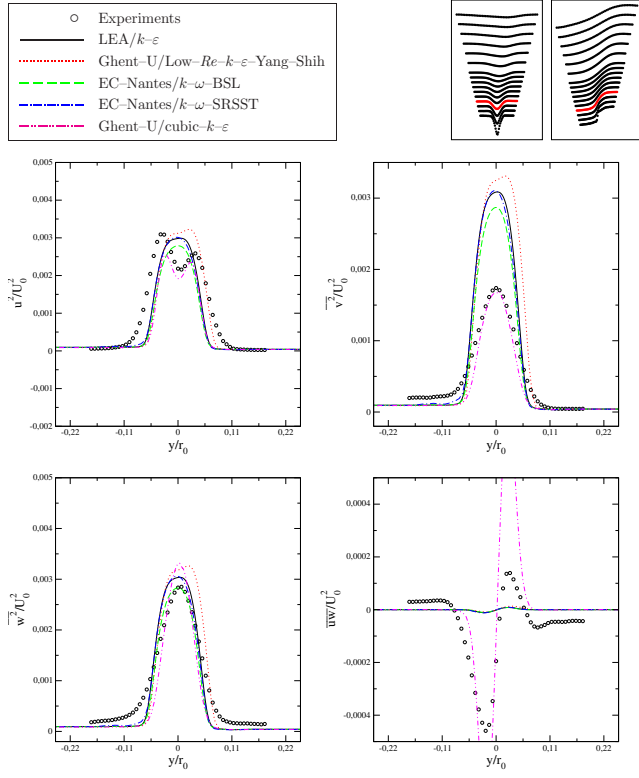 Experiments
LEA/k–ε
Ghent–U/Low–Re–k–ε–Yang–Shih
EC–Nantes/k–ω–BSL
EC–Nantes/k–ω–SRSST
Ghent–U/cubic–k–ε
0,005
0,004
0,003
0,002
0,001
0
-0,001
-0,002
u²/U₀²
-0,22 -0,11 0 0,11 0,22
y/r₀
0,003
0,002
0,001
0
v²/U₀²
-0,22 -0,11 0 0,11 0,22
y/r₀
0,005
0,004
0,003
0,002
0,001
0
w²/U₀²
-0,22 -0,11 0 0,11 0,22
y/r₀
0,0004
0,0002
0
-0,0002
-0,0004
uw/U₀²
-0,22 -0,11 0 0,11 0,22
y/r₀